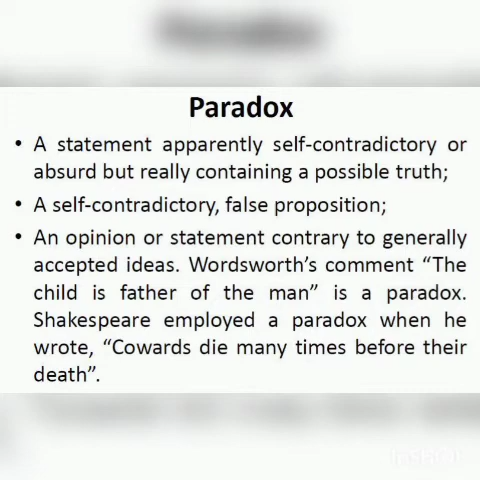 Paradox
• A statement apparently self-contradictory or
absurd but really containing a possible truth;
• A self-contradictory, false proposition;
• An opinion or statement contrary to generally
accepted ideas. Wordsworth’s comment “The
child is father of the man” is a paradox.
Shakespeare employed a paradox when he
wrote, “Cowards die many times before their
death”.